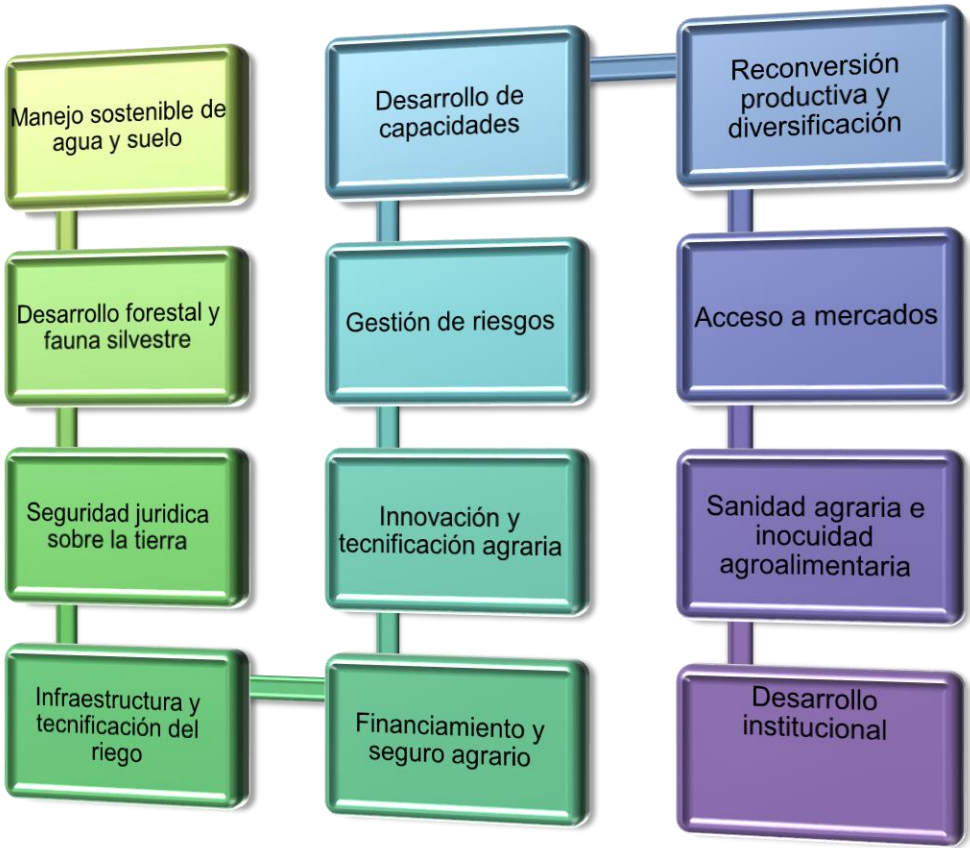 Manejo sostenible de
agua y suelo
Desarrollo forestal y
fauna silvestre
Seguridad juridica
sobre la tierra
Infraestructura y
tecnificación del
riego
Financiamiento y
seguro agrario
Innovación y
tecnificación agraria
Gestión de riesgos
Desarrollo de
capacidades
Reconversión
productiva y
diversificación
Acceso a mercados
Sanidad agraria e
inocuidad
agroalimentaria
Desarrollo
institucional